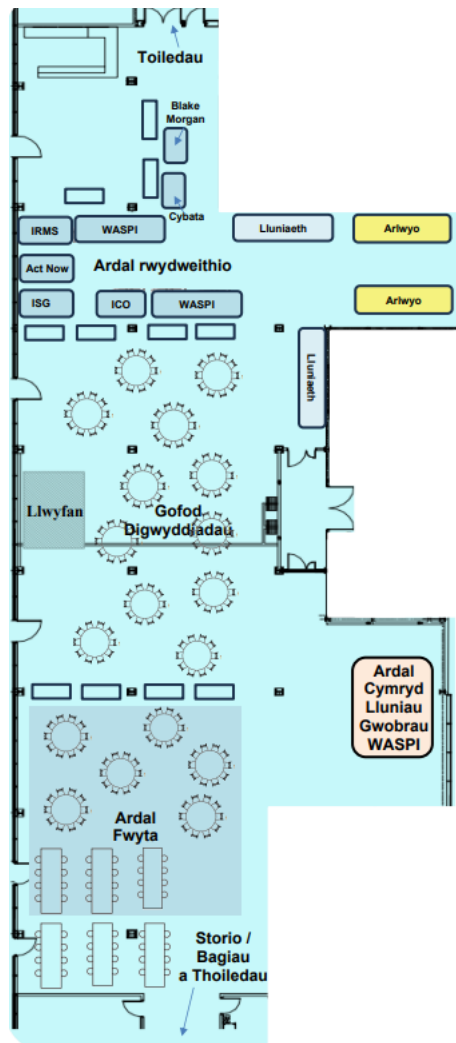 Toiledau
Blake
Morgan
Cybata
IRMS
WASPI
Lluniaeth
Arlwyo
Act Now
Ardal rwydweithio
ISG
ICO
WASPI
Arlwyo
Lluniaeth
Llwyfan
Gofod
Digwyddiadau
Ardal
Cymryd
Lluniau
Gwobrau
WASPI
Ardal
Fwyta
Storio /
Bagiau
a Thoiledau